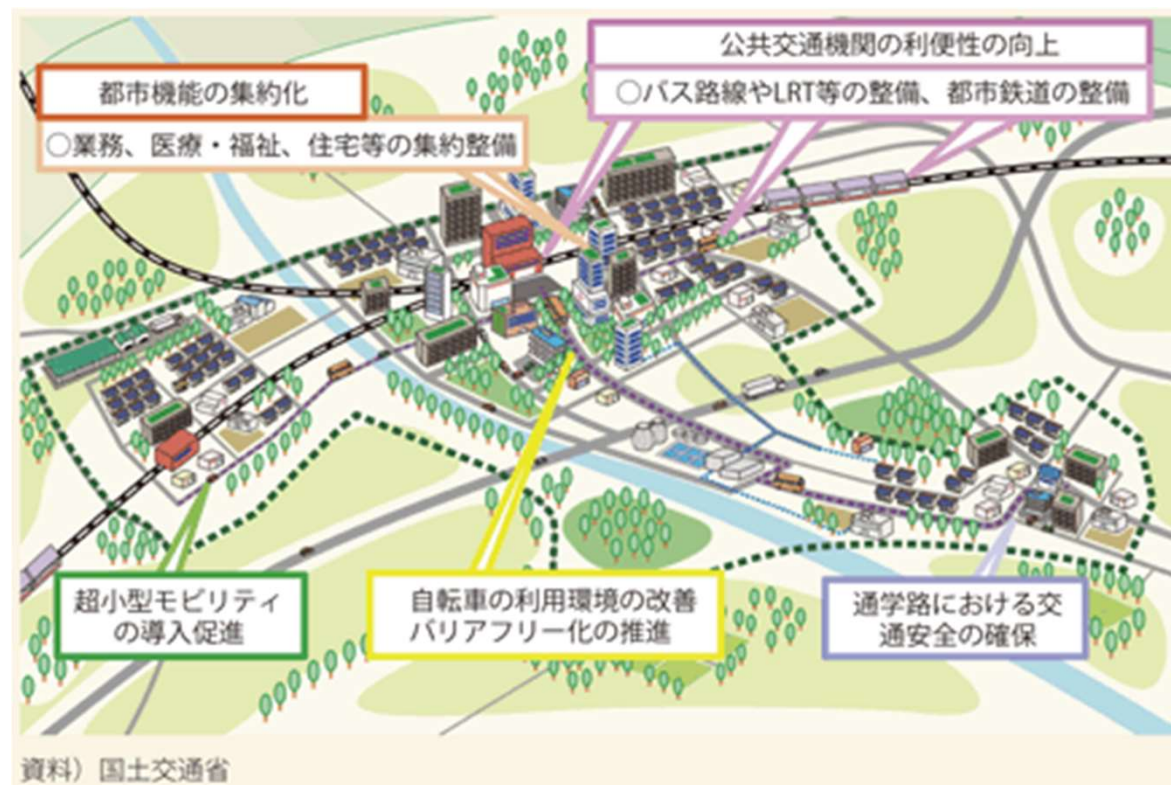 公共交通機関の利便性の向上
○バス路線やLRT等の整備、都市鉄道の整備
都市機能の集約化
○業務、医療・福祉、住宅等の集約整備
超小型モビリティ
の導入促進
自転車の利用環境の改善
バリアフリー化の推進
通学路における交
通安全の確保
資料）国土交通省